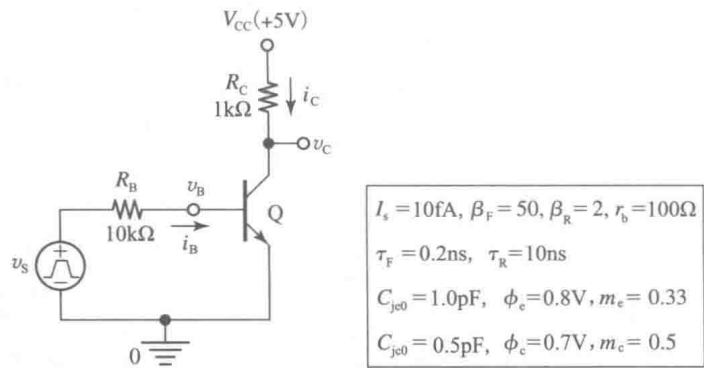 V_CC(+5V)
R_C
1kΩ
i_C
v_C
R_B
v_B
Q
10kΩ
i_B
v_S
0
I_s =10fA, β_F = 50, β_R = 2, r_b = 100Ω
τ_F = 0.2ns, τ_R = 10ns
C_je0 = 1.0pF, ϕ_e = 0.8V, m_e = 0.33
C_je0 = 0.5pF, ϕ_c = 0.7V, m_c = 0.5